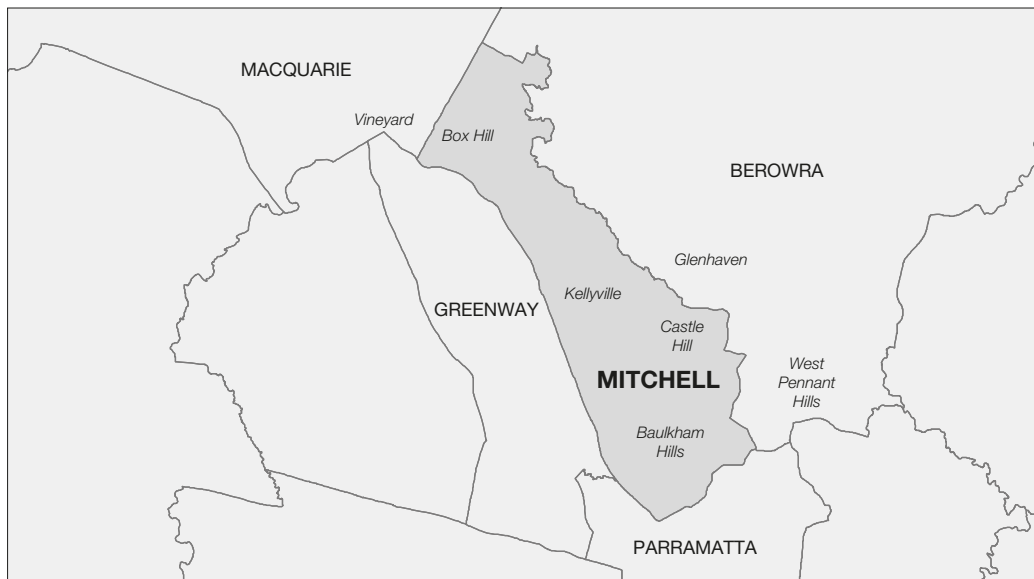 MACQUARIE
Vineyard
Box Hill
BEROWRA
Glenhaven
Kellyville
GREENWAY
Castle
Hill
West
Pennant
Hills
MITCHELL
Baulkham
Hills
PARRAMATTA